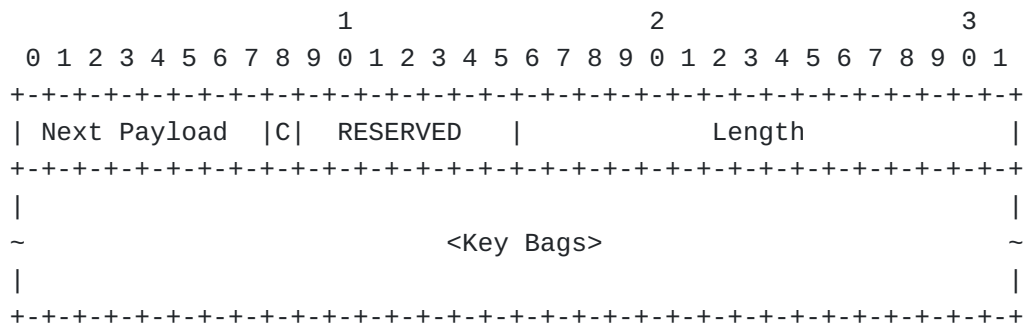 1                   2                   3
 0 1 2 3 4 5 6 7 8 9 0 1 2 3 4 5 6 7 8 9 0 1 2 3 4 5 6 7 8 9 0 1
+-+-+-+-+-+-+-+-+-+-+-+-+-+-+-+-+-+-+-+-+-+-+-+-+-+-+-+-+-+-+-+-+
| Next Payload  |C|  RESERVED   |            Length             |
+-+-+-+-+-+-+-+-+-+-+-+-+-+-+-+-+-+-+-+-+-+-+-+-+-+-+-+-+-+-+-+-+
|                                                               |
~                           <Key Bags>                          ~
|                                                               |
+-+-+-+-+-+-+-+-+-+-+-+-+-+-+-+-+-+-+-+-+-+-+-+-+-+-+-+-+-+-+-+-+